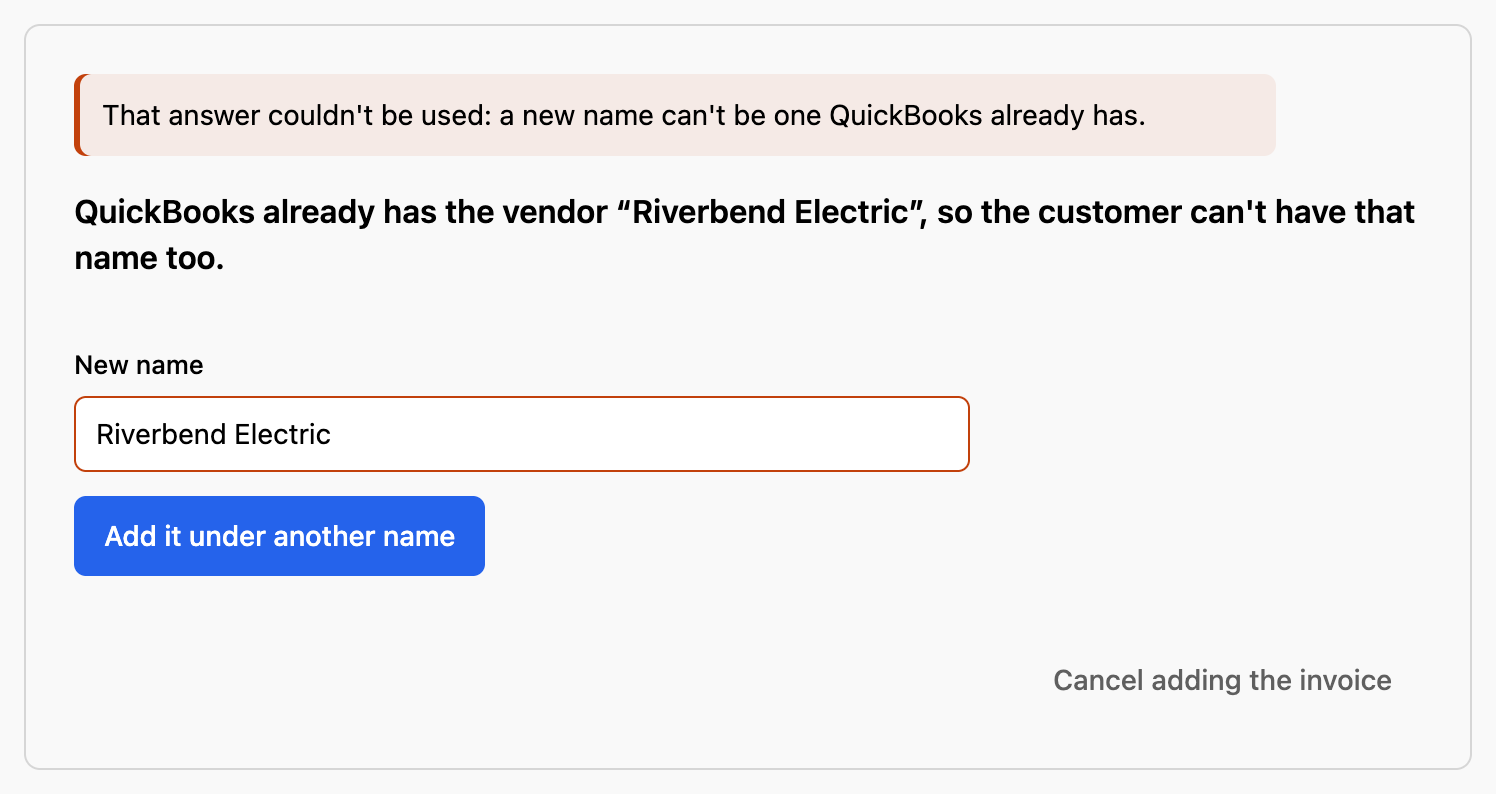 That answer couldn't be used: a new name can't be one QuickBooks already has.
QuickBooks already has the vendor “Riverbend Electric”, so the customer can't have that
name too.
New name
Riverbend Electric
Add it under another name
Cancel adding the invoice